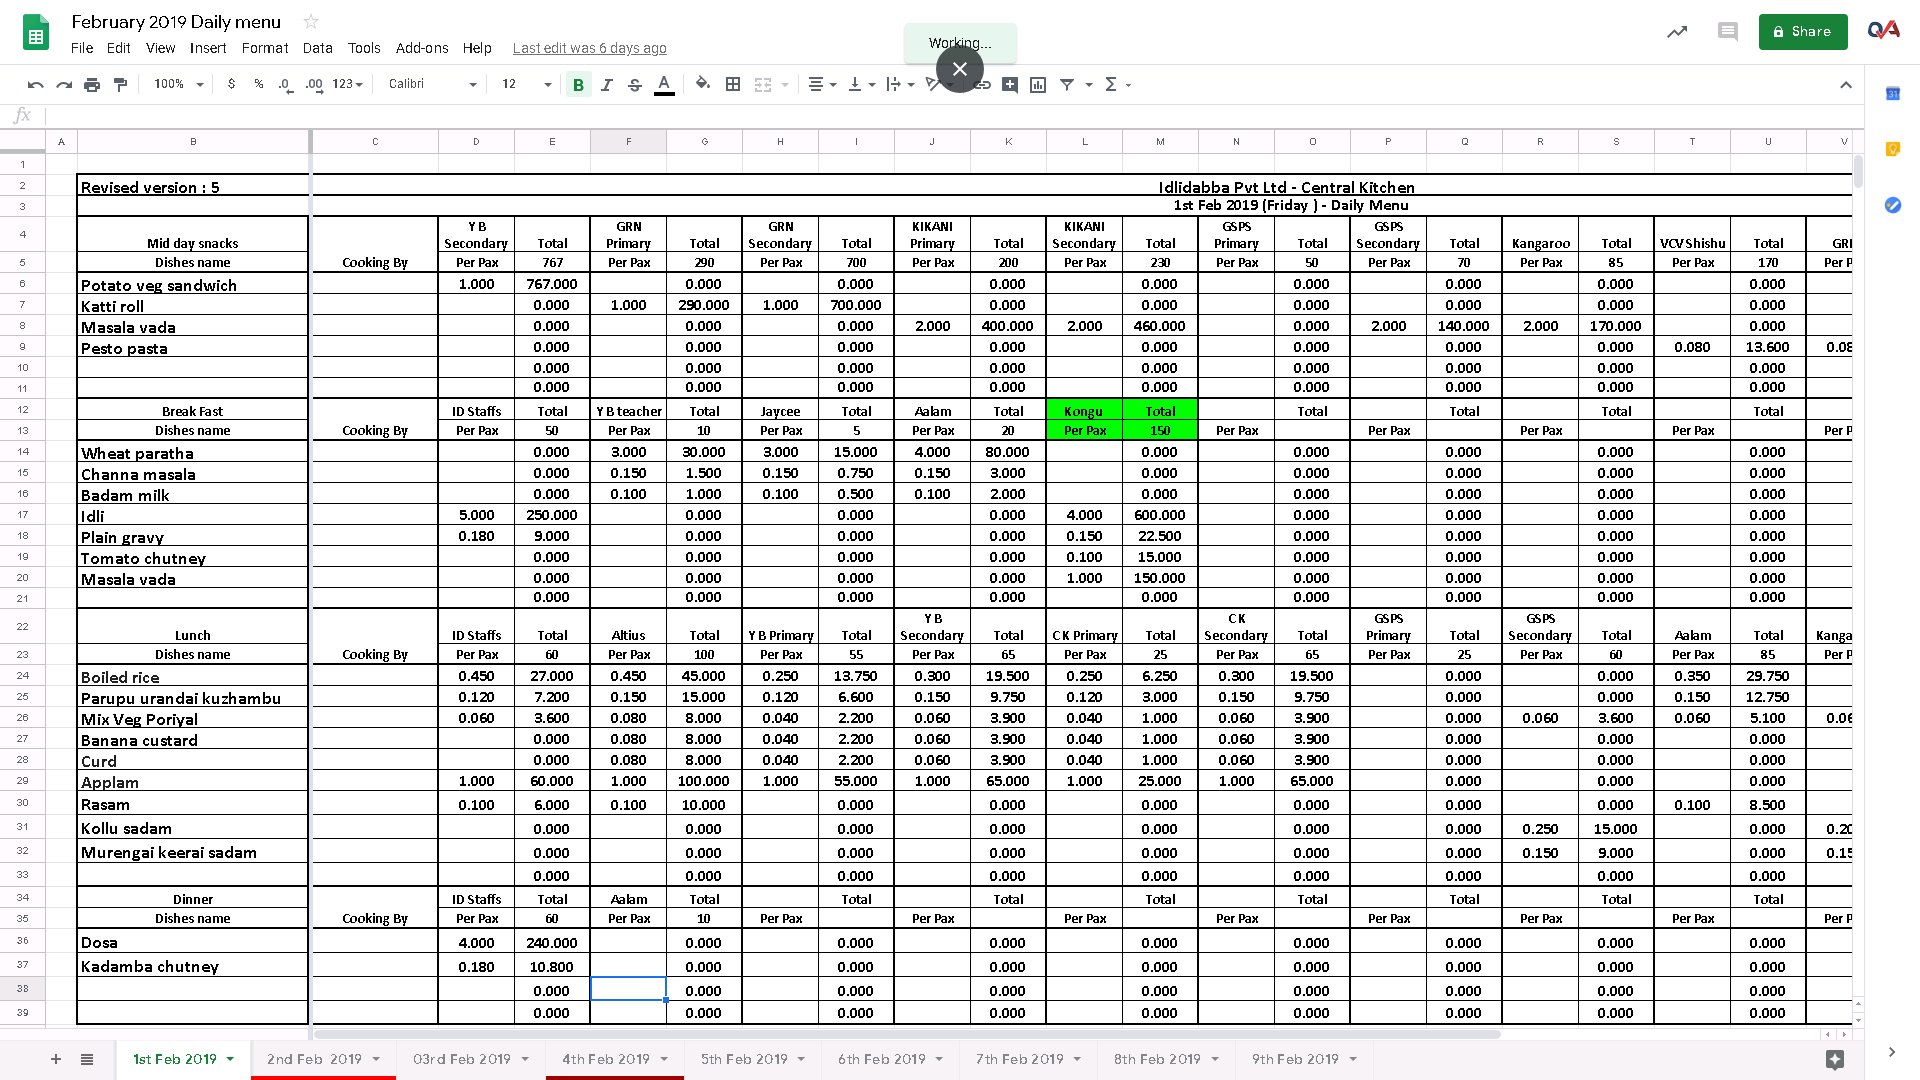 February 2019 Daily menu
File Edit View Insert Format Data Tools Add-ons Help Last edit was 6 days ago
Working...
Share
100% $ % .0 .00 123 Calibri 12 B I S A
fx
A B C D E F G H I J K L M N O P Q R S T U V
1
2 Revised version : 5 Idlidabba Pvt Ltd - Central Kitchen
3 1st Feb 2019 (Friday ) - Daily Menu
4 Mid day snacks Y B Secondary Total GRN Primary Total GRN Secondary Total KIKANI Primary Total KIKANI Secondary Total GSPS Primary Total GSPS Secondary Total Kangaroo Total VCV Shishu Total
5 Dishes name Cooking By Per Pax 767 Per Pax 290 Per Pax 700 Per Pax 200 Per Pax 230 Per Pax 50 Per Pax 70 Per Pax 85 Per Pax 170
6 Potato veg sandwich 1.000 767.000 0.000 0.000 0.000 0.000 0.000 0.000 0.000 0.000
7 Katti roll 0.000 1.000 290.000 1.000 700.000 0.000 0.000 0.000 0.000 0.000 0.000
8 Masala vada 0.000 0.000 0.000 2.000 400.000 2.000 460.000 0.000 2.000 140.000 2.000 170.000 0.000
9 Pesto pasta 0.000 0.000 0.000 0.000 0.000 0.000 0.000 0.000 0.080 13.600 0.08
10 0.000 0.000 0.000 0.000 0.000 0.000 0.000 0.000 0.000
11 0.000 0.000 0.000 0.000 0.000 0.000 0.000 0.000 0.000
12 Break Fast ID Staffs Total Y B teacher Total Jaycee Total Aalam Total Kongu Total Total Total Total Total
13 Dishes name Cooking By Per Pax 50 Per Pax 10 Per Pax 5 Per Pax 20 Per Pax 150 Per Pax Per Pax Per Pax Per Pax
14 Wheat paratha 0.000 3.000 30.000 3.000 15.000 4.000 80.000 0.000 0.000 0.000 0.000 0.000
15 Channa masala 0.000 0.150 1.500 0.150 0.750 0.150 3.000 0.000 0.000 0.000 0.000 0.000
16 Badam milk 0.000 0.100 1.000 0.100 0.500 0.100 2.000 0.000 0.000 0.000 0.000 0.000
17 Idli 5.000 250.000 0.000 0.000 0.000 4.000 600.000 0.000 0.000 0.000 0.000
18 Plain gravy 0.180 9.000 0.000 0.000 0.000 0.150 22.500 0.000 0.000 0.000 0.000
19 Tomato chutney 0.000 0.000 0.000 0.000 0.100 15.000 0.000 0.000 0.000 0.000
20 Masala vada 0.000 0.000 0.000 0.000 1.000 150.000 0.000 0.000 0.000 0.000
21 0.000 0.000 0.000 0.000 0.000 0.000 0.000 0.000 0.000
22 Lunch ID Staffs Total Altius Total Y B Primary Total Y B Secondary Total CK Primary Total C K Secondary Total GSPS Primary Total GSPS Secondary Total Aalam Total Kanga
23 Dishes name Cooking By Per Pax 60 Per Pax 100 Per Pax 55 Per Pax 65 Per Pax 25 Per Pax 65 Per Pax 25 Per Pax 60 Per Pax 85
24 Boiled rice 0.450 27.000 0.450 45.000 0.250 13.750 0.300 19.500 0.250 6.250 0.300 19.500 0.000 0.000 0.350 29.750
25 Parupu urandai kuzhambu 0.120 7.200 0.150 15.000 0.120 6.600 0.150 9.750 0.120 3.000 0.150 9.750 0.000 0.000 0.150 12.750
26 Mix Veg Poriyal 0.060 3.600 0.080 8.000 0.040 2.200 0.060 3.900 0.040 1.000 0.060 3.900 0.000 0.060 3.600 0.060 5.100 0.06
27 Banana custard 0.000 0.080 8.000 0.040 2.200 0.060 3.900 0.040 1.000 0.060 3.900 0.000 0.000 0.000
28 Curd 0.000 0.080 8.000 0.040 2.200 0.060 3.900 0.040 1.000 0.060 3.900 0.000 0.000 0.000
29 Applam 1.000 60.000 1.000 100.000 1.000 55.000 1.000 65.000 1.000 25.000 1.000 65.000 0.000 0.000 0.000
30 Rasam 0.100 6.000 0.100 10.000 0.000 0.000 0.000 0.000 0.000 0.000 0.100 8.500
31 Kollu sadam 0.000 0.000 0.000 0.000 0.000 0.000 0.000 0.250 15.000 0.000 0.20
32 Murengai keerai sadam 0.000 0.000 0.000 0.000 0.000 0.000 0.000 0.150 9.000 0.000 0.15
33 0.000 0.000 0.000 0.000 0.000 0.000 0.000 0.000 0.000
34 Dinner ID Staffs Total Aalam Total Total Total Total Total Total Total Total
35 Dishes name Cooking By Per Pax 60 Per Pax 10 Per Pax Per Pax Per Pax Per Pax Per Pax Per Pax Per Pax
36 Dosa 4.000 240.000 0.000 0.000 0.000 0.000 0.000 0.000 0.000 0.000
37 Kadamba chutney 0.180 10.800 0.000 0.000 0.000 0.000 0.000 0.000 0.000 0.000
38 0.000 0.000 0.000 0.000 0.000 0.000 0.000 0.000 0.000
39 0.000 0.000 0.000 0.000 0.000 0.000 0.000 0.000 0.000
1st Feb 2019 2nd Feb 2019 03rd Feb 2019 4th Feb 2019 5th Feb 2019 6th Feb 2019 7th Feb 2019 8th Feb 2019 9th Feb 2019